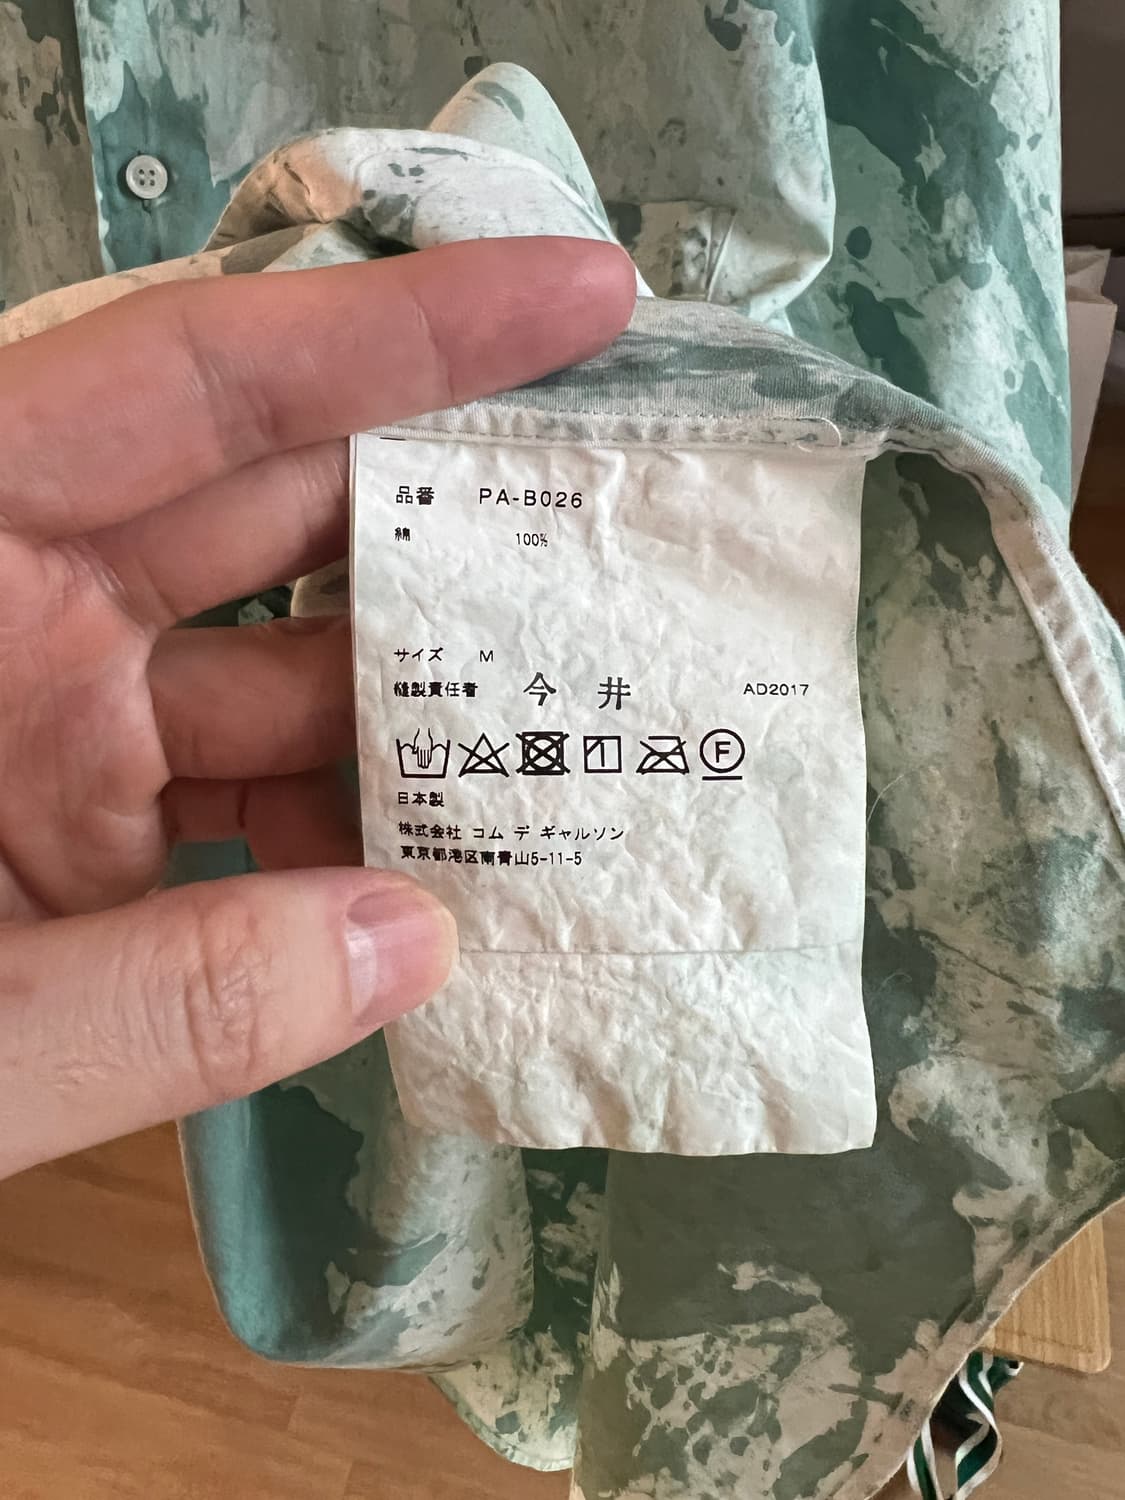 品番 PA-B026
綿 100%
サイズ M
縫製責任者 今 井 AD2017
F
日本製
株式会社 コム デ ギャルソン
東京都港区南青山5-11-5